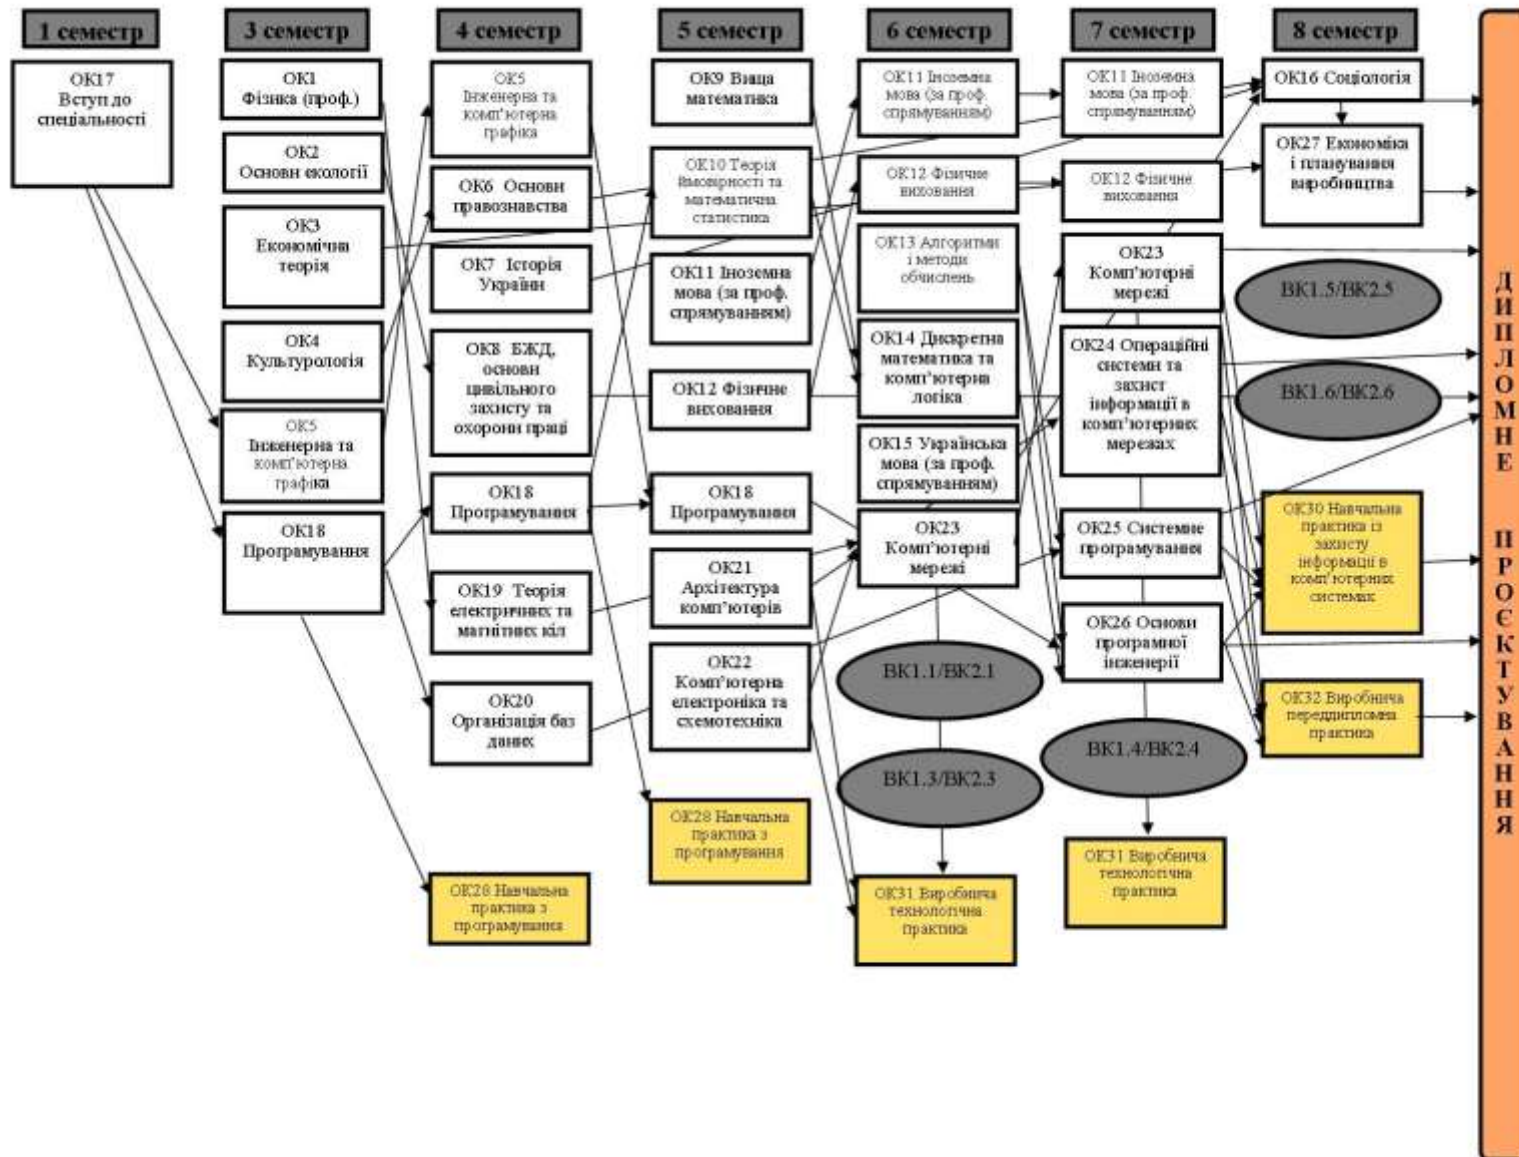 1 семестр
ОК17
Вступ до
спеціальності
3 семестр
ОК1
Фізика (проф.)
ОК2
Основи екології
ОК3
Економічна
теорія
ОК4
Культурологія
ОК5
Інженерна та
комп'ютерна
графіка
ОК18
Програмування
4 семестр
ОК5
Інженерна та
комп'ютерна
графіка
ОК6 Основи
правознавства
ОК7 Історія
України
ОК8 БЖД,
основи
цивільного
захисту та
охорони праці
ОК18
Програмування
ОК19 Теорія
електричних та
магнітних кіл
ОК20
Організація баз
даних
ОК28 Навчальна
практика з
програмування
5 семестр
ОК9 Вища
математика
ОК10 Теорія
ймовірності та
математична
статистика
ОК11 Іноземна
мова (за проф.
спрямуванням)
ОК12 Фізичне
виховання
ОК18
Програмування
ОК21
Архітектура
комп'ютерів
ОК22
Комп'ютерна
електроніка та
схемотехніка
ОК28 Навчальна
практика з
програмування
6 семестр
ОК11 Іноземна
мова (за проф.
спрямуванням)
ОК12 Фізичне
виховання
ОК13 Алгоритми
і методи
обчислень
ОК14 Дискретна
математика та
комп'ютерна
логіка
ОК15 Українська
мова (за проф.
спрямуванням)
ОК23
Комп'ютерні
мережі
ВК1.1/ВК2.1
ВК1.3/ВК2.3
ОК31 Виробнича
технологічна
практика
7 семестр
ОК11 Іноземна
мова (за проф.
спрямуванням)
ОК12 Фізичне
виховання
ОК23
Комп'ютерні
мережі
ОК24 Операційні
системи та
захист
інформації в
комп'ютерних
мережах
ОК25 Системне
програмування
ОК26 Основи
програмної
інженерії
ВК1.4/ВК2.4
ОК31 Виробнича
технологічна
практика
8 семестр
ОК16 Соціологія
ОК27 Економіка
і планування
виробництва
ВК1.5/ВК2.5
ВК1.6/ВК2.6
ОК30 Навчальна
практика із
захисту
інформації в
комп'ютерних
системах
ОК32 Виробнича
переддипломна
практика
ДИПЛОМНЕ ПРОЄКТУВАННЯ